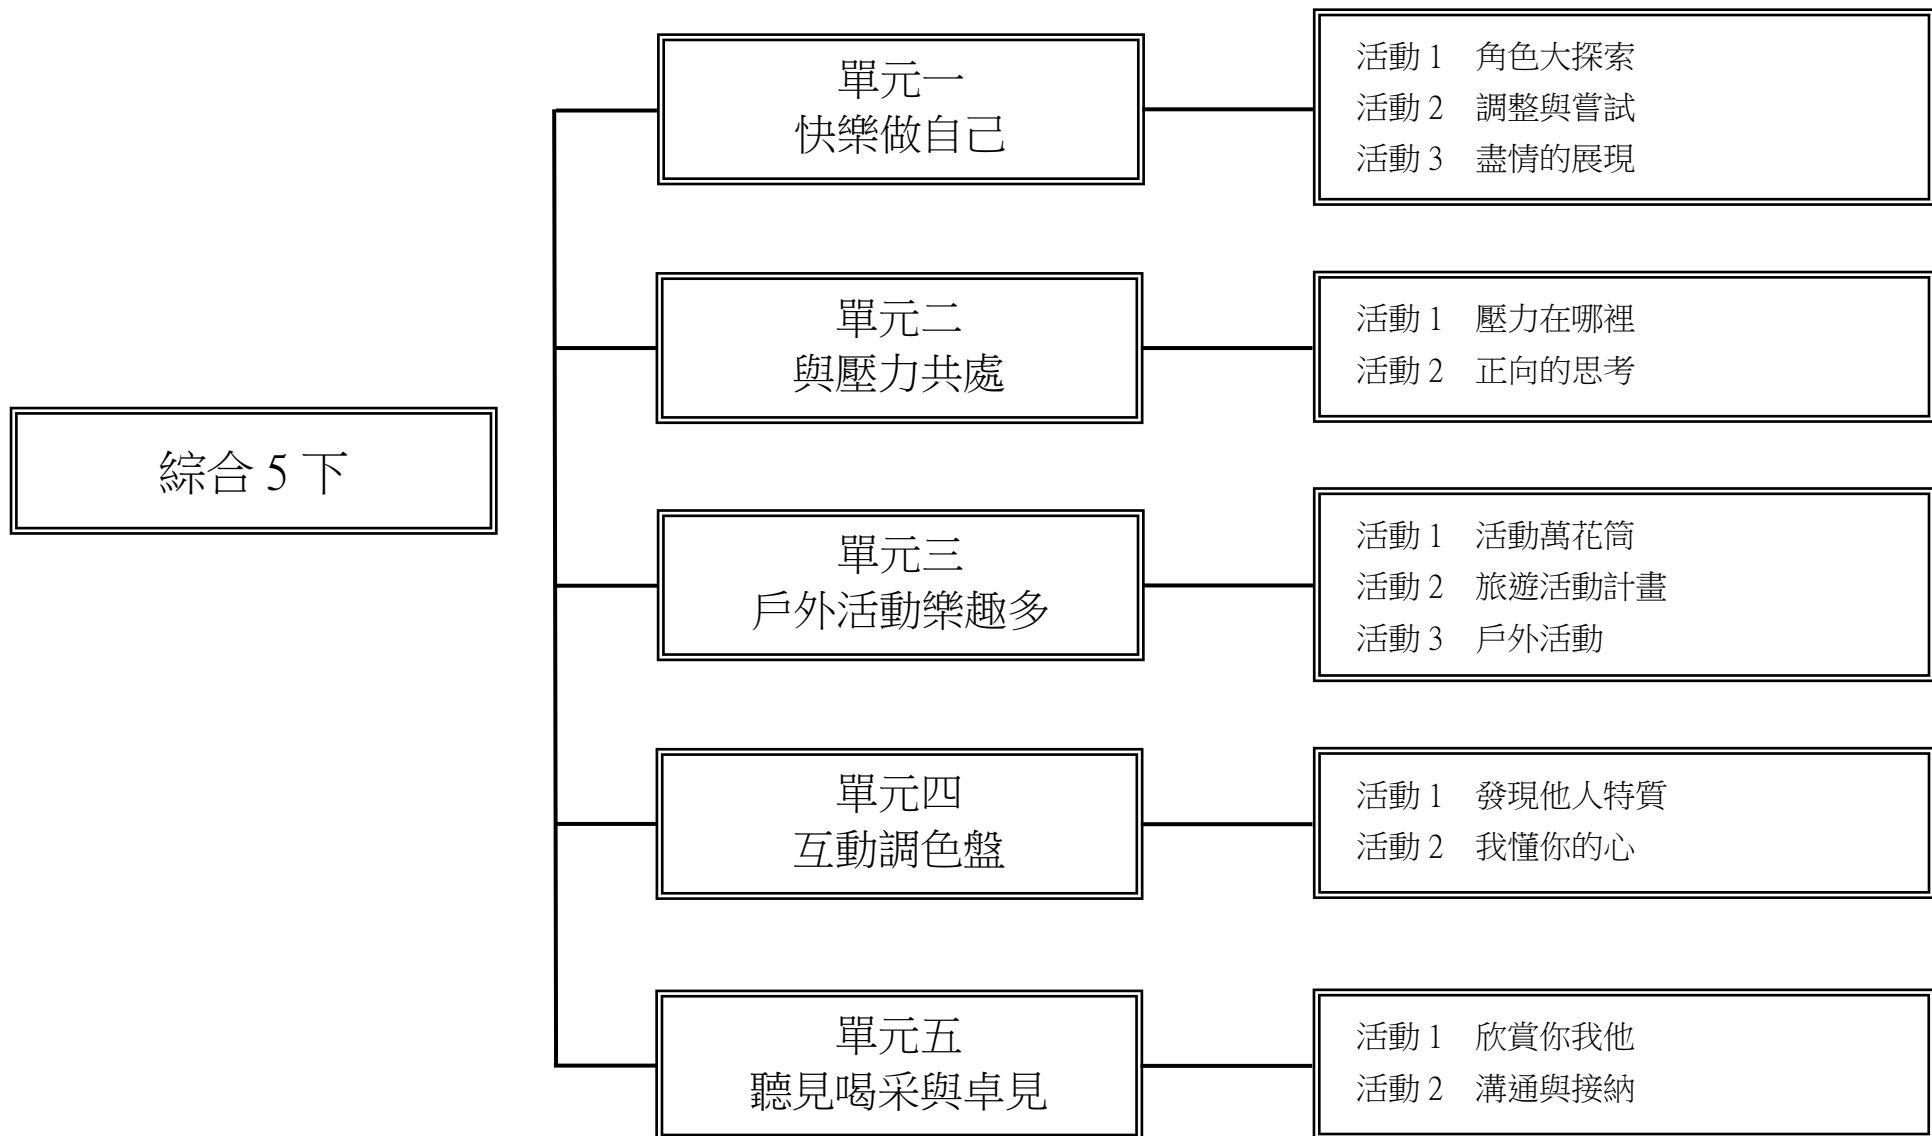 綜合 5 下
單元一
快樂做自己
活動 1 角色大探索
活動 2 調整與嘗試
活動 3 盡情的展現
單元二
與壓力共處
活動 1 壓力在哪裡
活動 2 正向的思考
單元三
戶外活動樂趣多
活動 1 活動萬花筒
活動 2 旅遊活動計畫
活動 3 戶外活動
單元四
互動調色盤
活動 1 發現他人特質
活動 2 我懂你的心
單元五
聽見喝采與卓見
活動 1 欣賞你我他
活動 2 溝通與接納